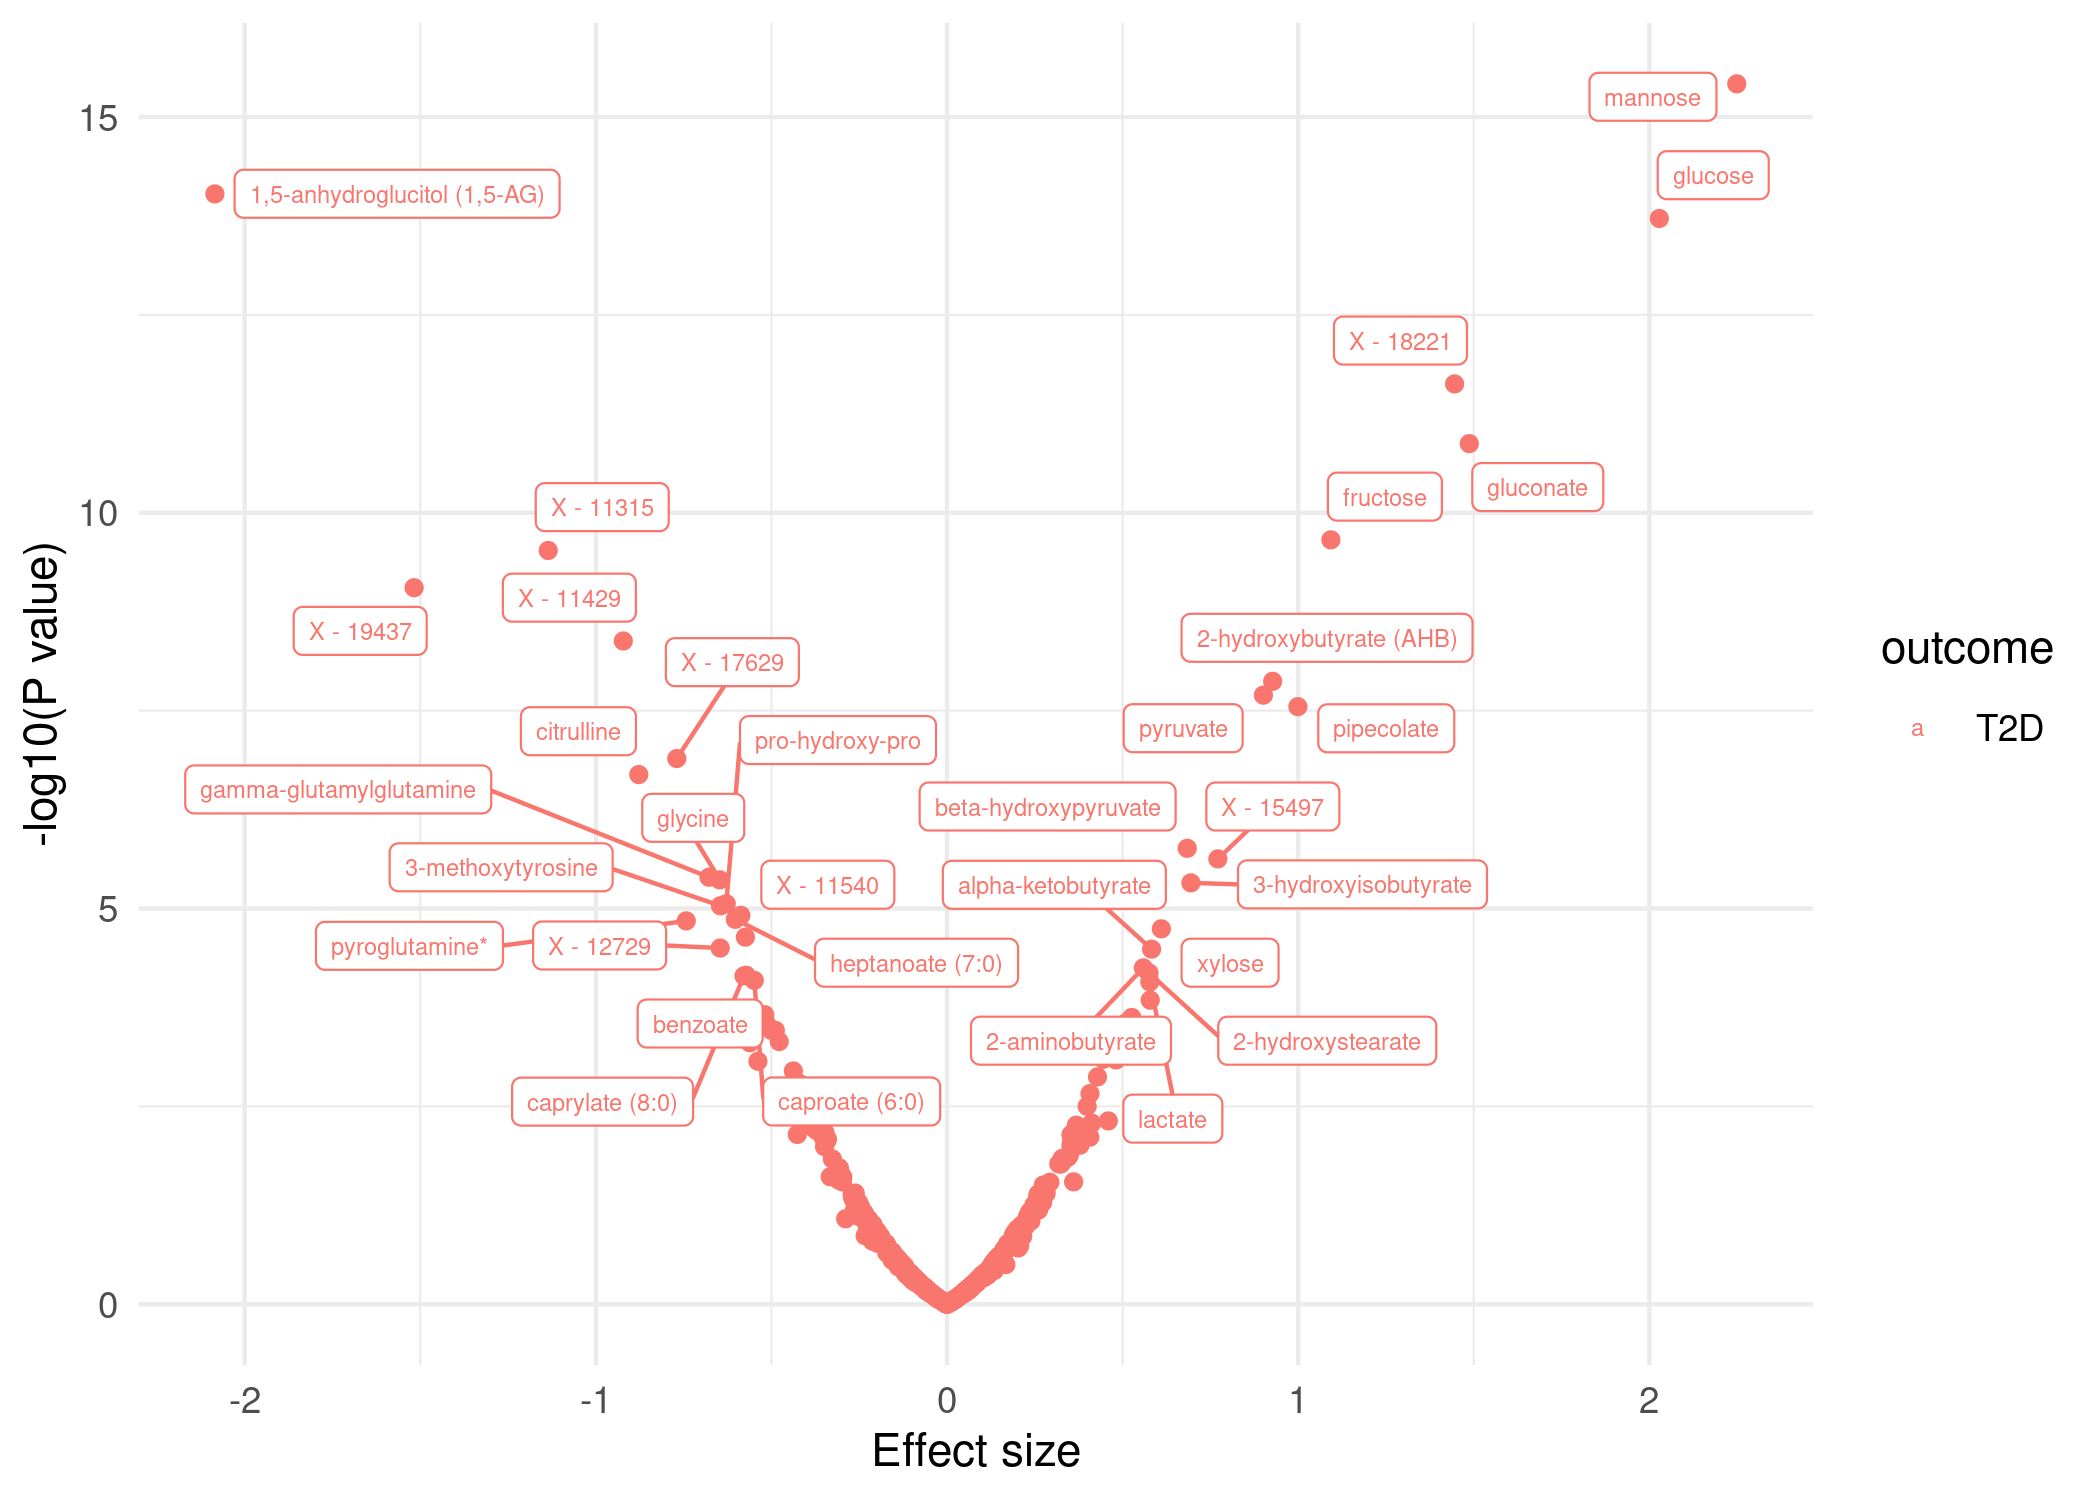 mannose
15
glucose
1,5-anhydroglucitol (1,5-AG)
X - 18221
gluconate
fructose
X - 11315
10
X - 11429
X - 19437
2-hydroxybutyrate (AHB)
X - 17629
citrulline
pro-hydroxy-pro
pyruvate
pipecolate
gamma-glutamylglutamine
glycine
beta-hydroxypyruvate
X - 15497
3-methoxytyrosine
X - 11540
alpha-ketobutyrate
3-hydroxyisobutyrate
5
pyroglutamine*
X - 12729
heptanoate (7:0)
xylose
benzoate
2-aminobutyrate
2-hydroxystearate
caprylate (8:0)
caproate (6:0)
lactate
0
-2
-1
0
1
2
Effect size
-log10(P value)
outcome
a
T2D